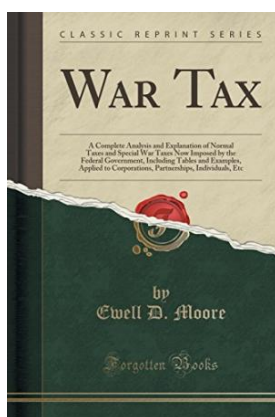 CLASSIC REPRINT SERIES
WAR TAX
A Complete Analysis and Explanation of Normal
Taxes and Special War Taxes Now Imposed by the
Federal Government, Including Tables and Examples,
Applied to Corporations, Partnerships, Individuals, Etc
by
Ewell D. Moore
Forgotten Books